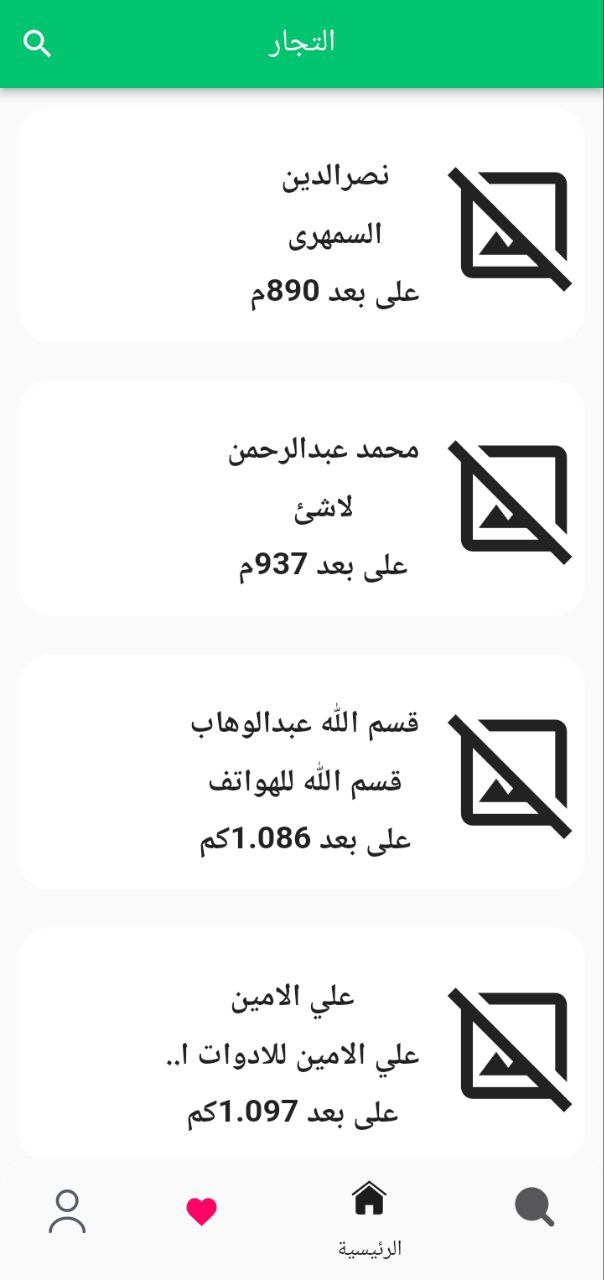 التجار
نصرالدين
السمهرى
على بعد 890م
محمد عبدالرحمن
لاشئ
على بعد 937م
قسم الله عبدالوهاب
قسم الله للهواتف
على بعد 1.086كم
علي الامين
علي الامين للادوات ا..
على بعد 1.097كم
الرئيسية